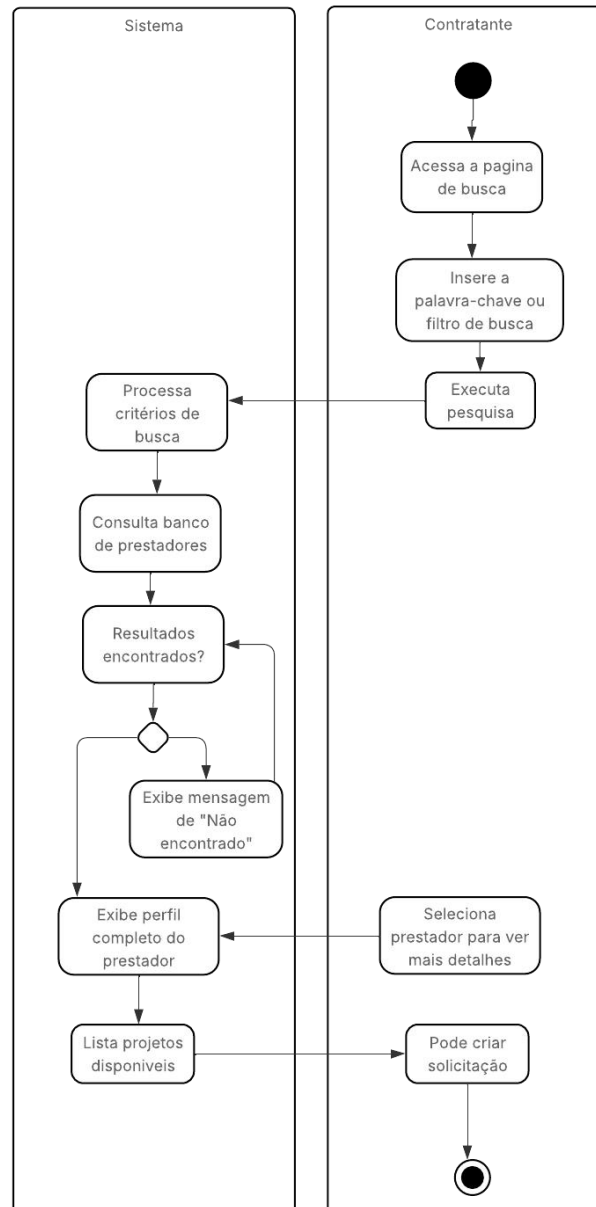 Sistema
Contratante
Acessa a pagina
de busca
Insere a
palavra-chave ou
filtro de busca
Executa
pesquisa
Processa
critérios de
busca
Consulta banco
de prestadores
Resultados
encontrados?
Exibe mensagem
de "Não
encontrado"
Seleciona
prestador para ver
mais detalhes
Exibe perfil
completo do
prestador
Lista projetos
disponiveis
Pode criar
solicitação